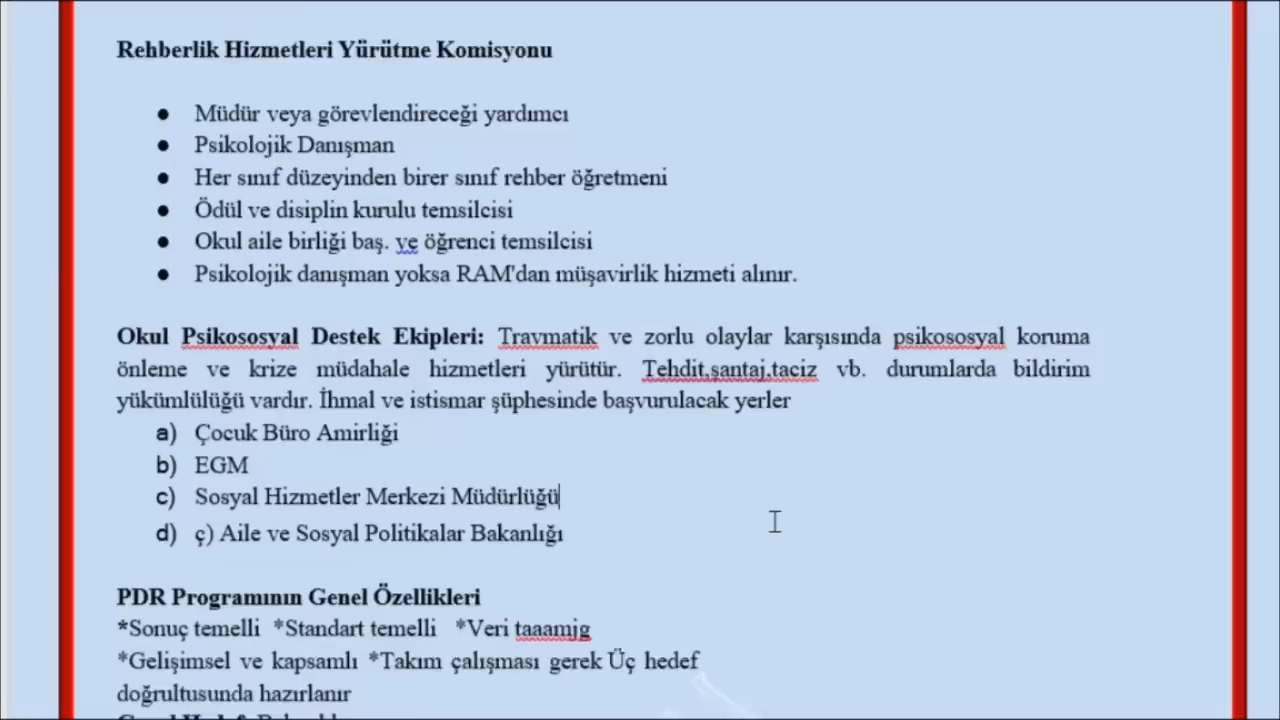 Rehberlik Hizmetleri Yürütme Komisyonu
● Müdür veya görevlendireceği yardımcı
● Psikolojik Danışman
● Her sınıf düzeyinden birer sınıf rehber öğretmeni
● Ödül ve disiplin kurulu temsilcisi
● Okul aile birliği baş. ve öğrenci temsilcisi
● Psikolojik danışman yoksa RAM'dan müşavirlik hizmeti alınır.
Okul Psikososyal Destek Ekipleri: Travmatik ve zorlu olaylar karşısında psikososyal koruma
önleme ve krize müdahale hizmetleri yürütür. Tehdit,şantaj,taciz vb. durumlarda bildirim
yükümlülüğü vardır. İhmal ve istismar şüphesinde başvurulacak yerler
a) Çocuk Büro Amirliği
b) EGM
c) Sosyal Hizmetler Merkezi Müdürlüğü
d) ç) Aile ve Sosyal Politikalar Bakanlığı
PDR Programının Genel Özellikleri
*Sonuç temelli *Standart temelli *Veri taaamjg
*Gelişimsel ve kapsamlı *Takım çalışması gerek Üç hedef
doğrultusunda hazırlanır